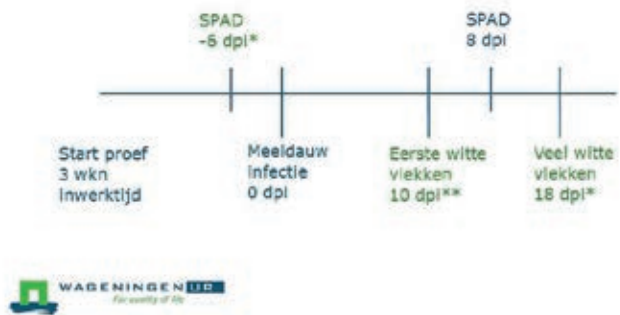 SPAD
-6 dpi*
SPAD
8 dpi
Start proef
3 wkn
inwerktijd
Meeldauw
infectie
0 dpi
Eerste witte
vlekken
10 dpi**
Veel witte
vlekken
18 dpi*
WAGENINGEN UR
For quality of life